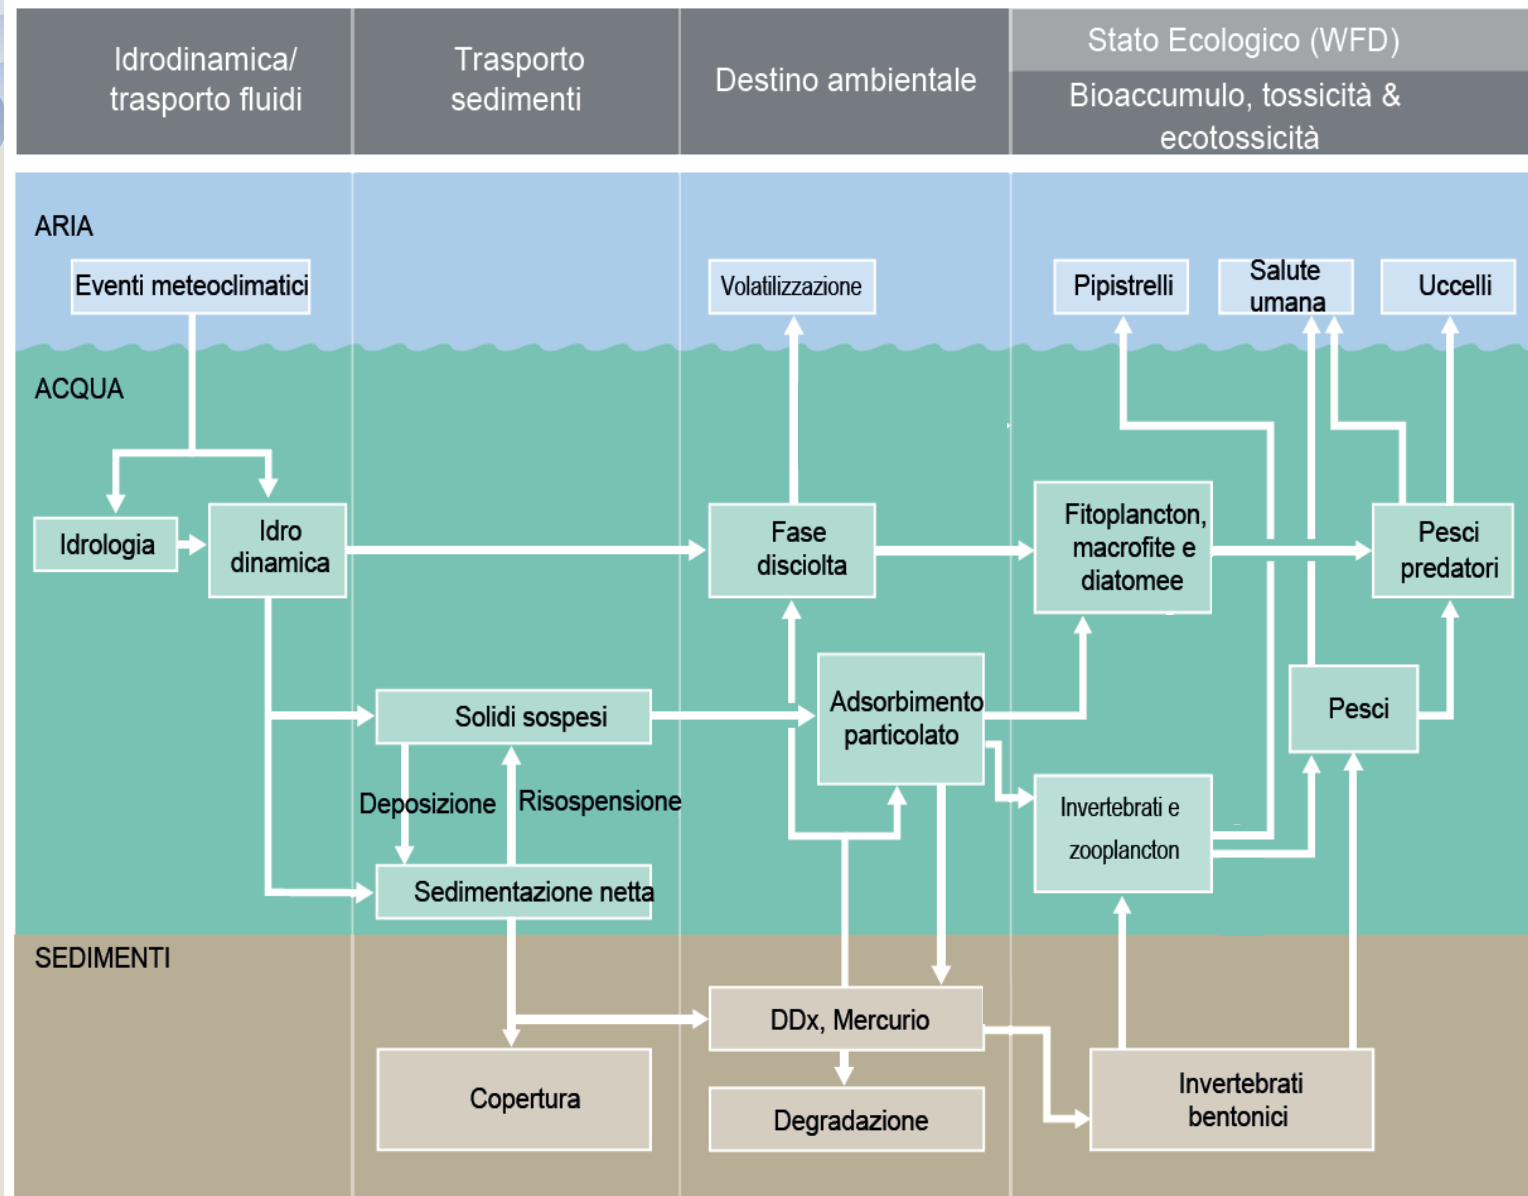 Idrodinamica/
trasporto fluidi
Trasporto
sedimenti
Destino ambientale
Stato Ecologico (WFD)
Bioaccumulo, tossicità &
ecotossicità
ARIA
Eventi meteoclimatici
Volatilizzazione
Pipistrelli
Salute
umana
Uccelli
ACQUA
Idrologia
Idro
dinamica
Fase
disciolta
Fitoplancton,
macrofite e
diatomee
Pesci
predatori
Solidi sospesi
Adsorbimento
particolato
Pesci
Deposizione
Risospensione
Invertebrati e
zooplancton
Sedimentazione netta
SEDIMENTI
DDx, Mercurio
Copertura
Degradazione
Invertebrati
bentonici